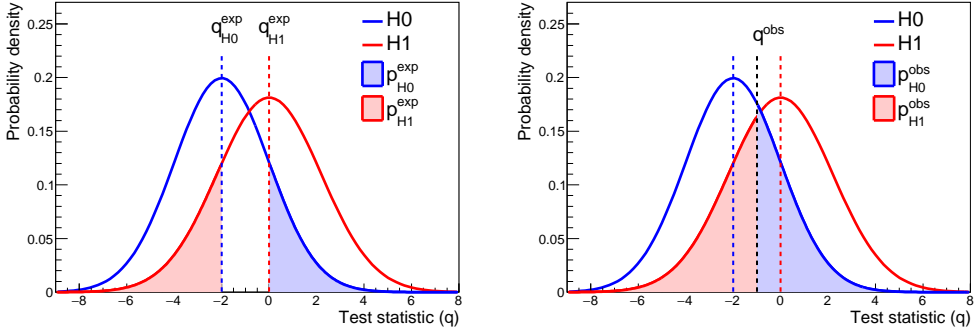 Probability density
0.25
0.2
0.15
0.1
0.05
0
q^exp_H0
q^exp_H1
H0
H1
p^exp_H0
p^exp_H1
−8 −6 −4 −2 0 2 4 6 8
Test statistic (q)
Probability density
0.25
0.2
0.15
0.1
0.05
0
q^obs
H0
H1
p^obs_H0
p^obs_H1
−8 −6 −4 −2 0 2 4 6 8
Test statistic (q)